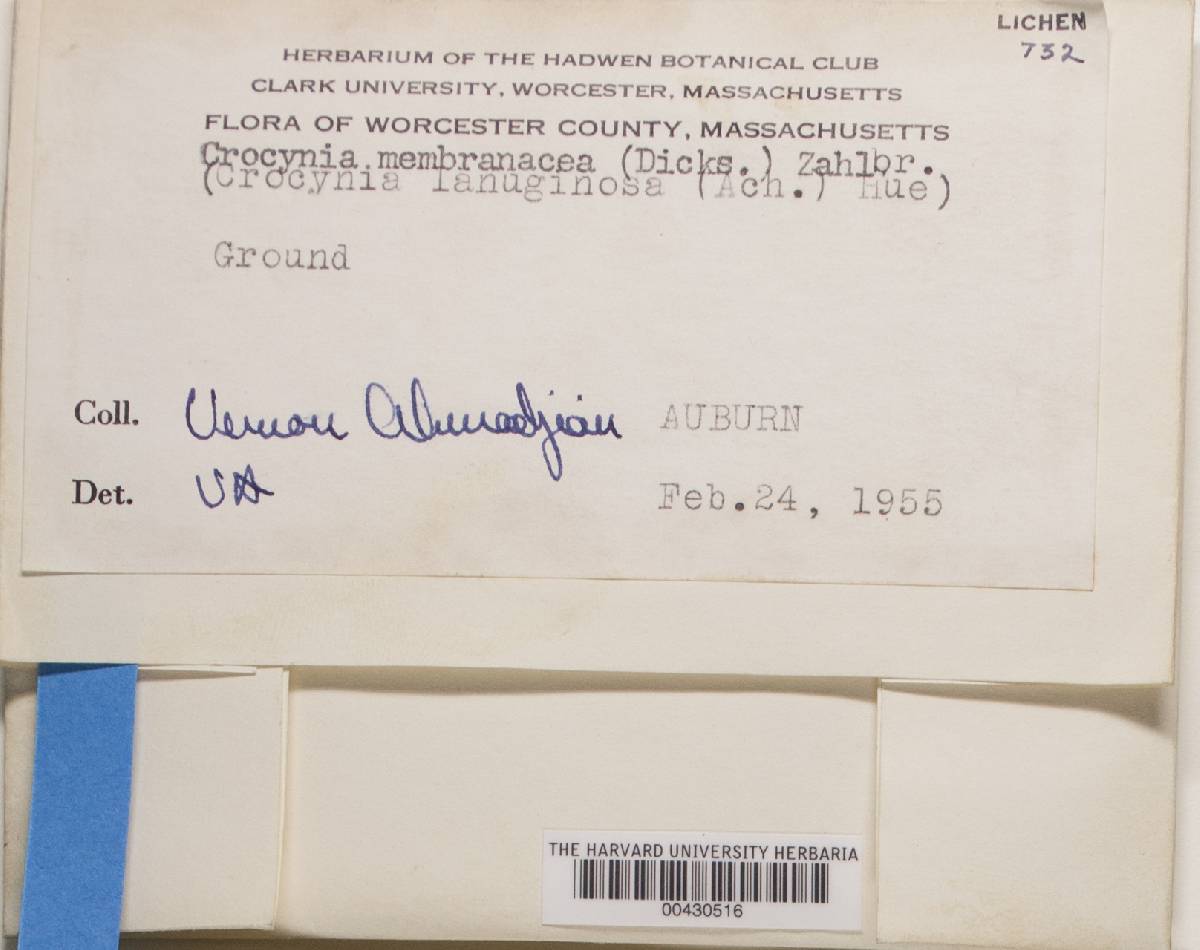 LICHEN
732
HERBARIUM OF THE HADWEN BOTANICAL CLUB
CLARK UNIVERSITY, WORCESTER, MASSACHUSETTS
FLORA OF WORCESTER COUNTY, MASSACHUSETTS
Crocynia membranacea (Dicks.) Zahlbr.
(Crocynia lanuginosa (Ach.) Hue)
Ground
Coll. Vernon Ahmadjian AUBURN
Det. VA Feb.24, 1955
THE HARVARD UNIVERSITY HERBARIA
00430516